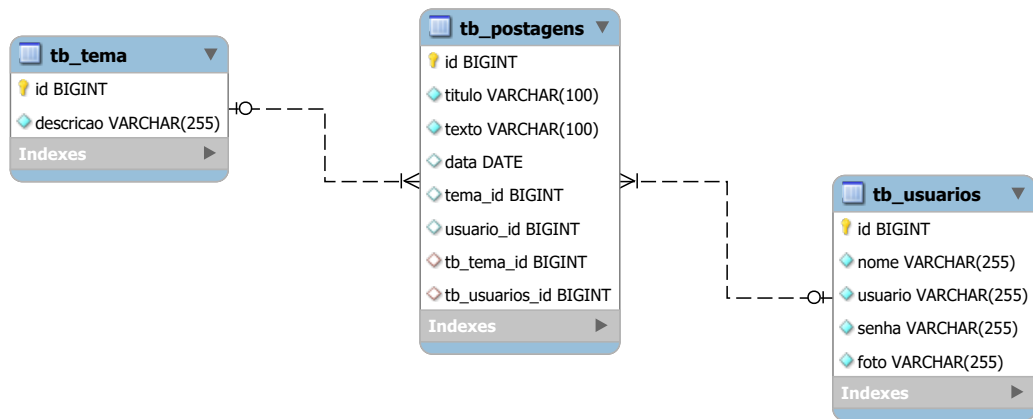 tb_tema
id BIGINT
descricao VARCHAR(255)
Indexes
tb_postagens
id BIGINT
titulo VARCHAR(100)
texto VARCHAR(100)
data DATE
tema_id BIGINT
usuario_id BIGINT
tb_tema_id BIGINT
tb_usuarios_id BIGINT
Indexes
tb_usuarios
id BIGINT
nome VARCHAR(255)
usuario VARCHAR(255)
senha VARCHAR(255)
foto VARCHAR(255)
Indexes